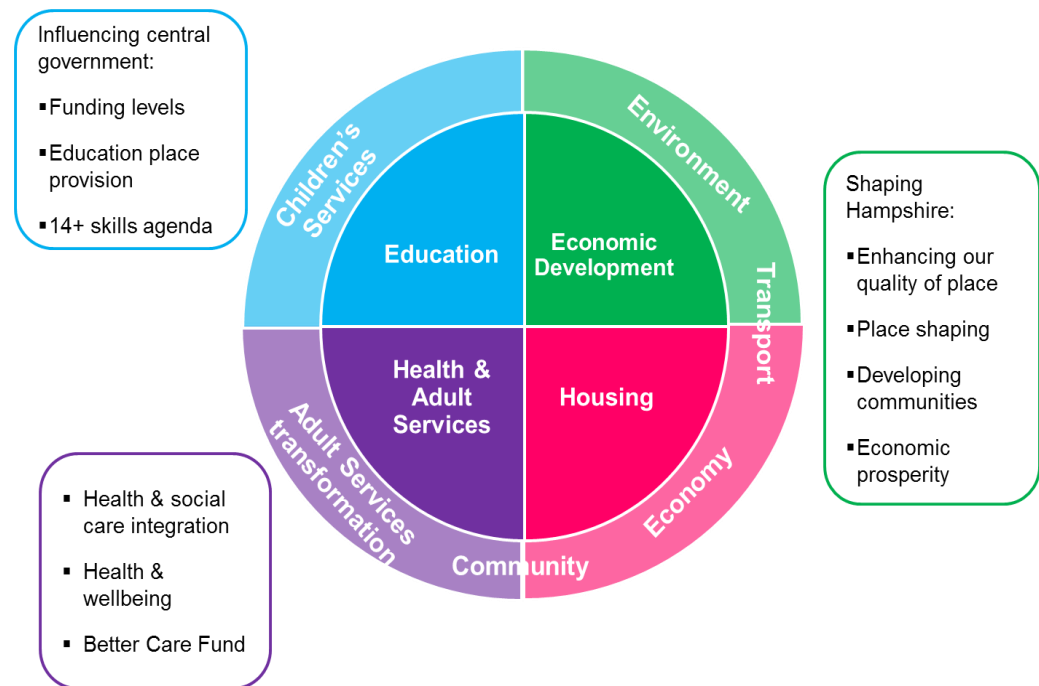 Influencing central
government:
▪Funding levels
▪Education place
provision
▪14+ skills agenda
Children's
Services
Environment
Education
Economic
Development
Transport
Shaping
Hampshire:
▪Enhancing our
quality of place
▪Place shaping
▪Developing
communities
▪Economic
prosperity
Health &
Adult
Services
Housing
Adult Services
transformation
Economy
Community
▪ Health & social
care integration
▪ Health &
wellbeing
▪ Better Care Fund